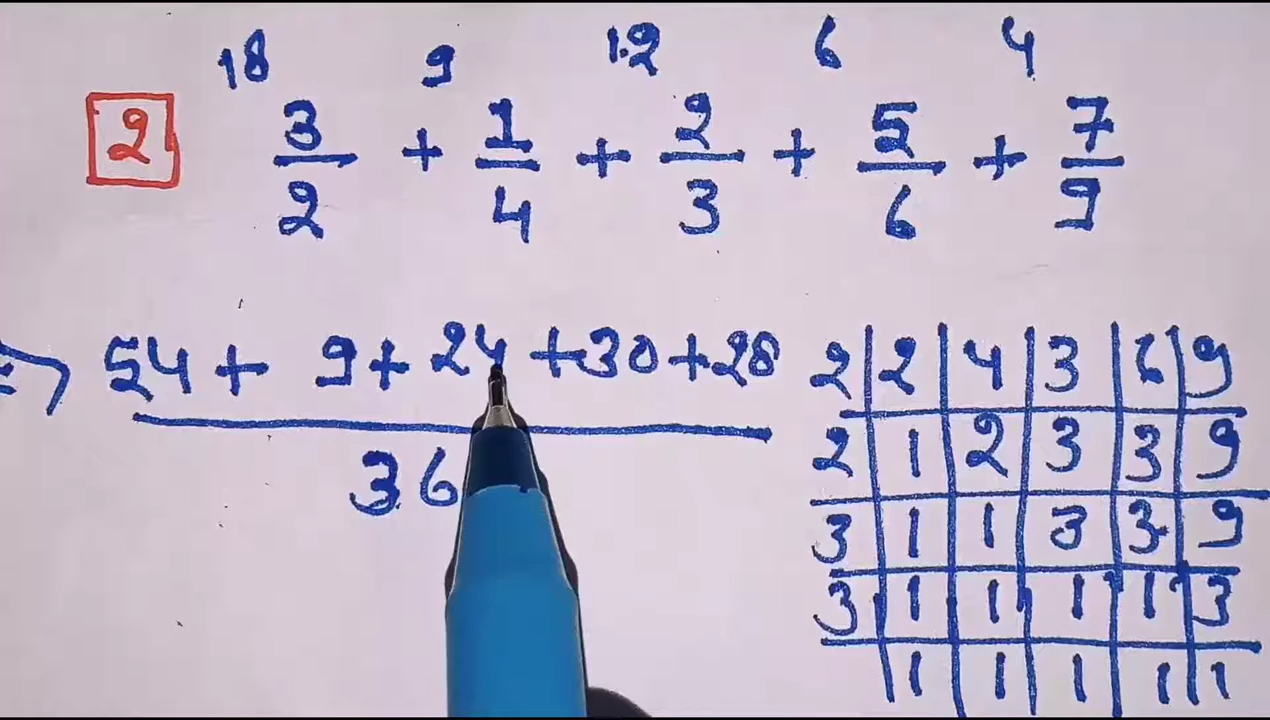 18 9 12 6 4
2 3/2 + 1/4 + 2/3 + 5/6 + 7/9
=> 54 + 9 + 24 + 30 + 28
36
2 | 2 | 4 | 3 | 6 | 9
2 | 1 | 2 | 3 | 3 | 9
3 | 1 | 1 | 3 | 3 | 9
3 | 1 | 1 | 1 | 1 | 3
1 | 1 | 1 | 1 | 1